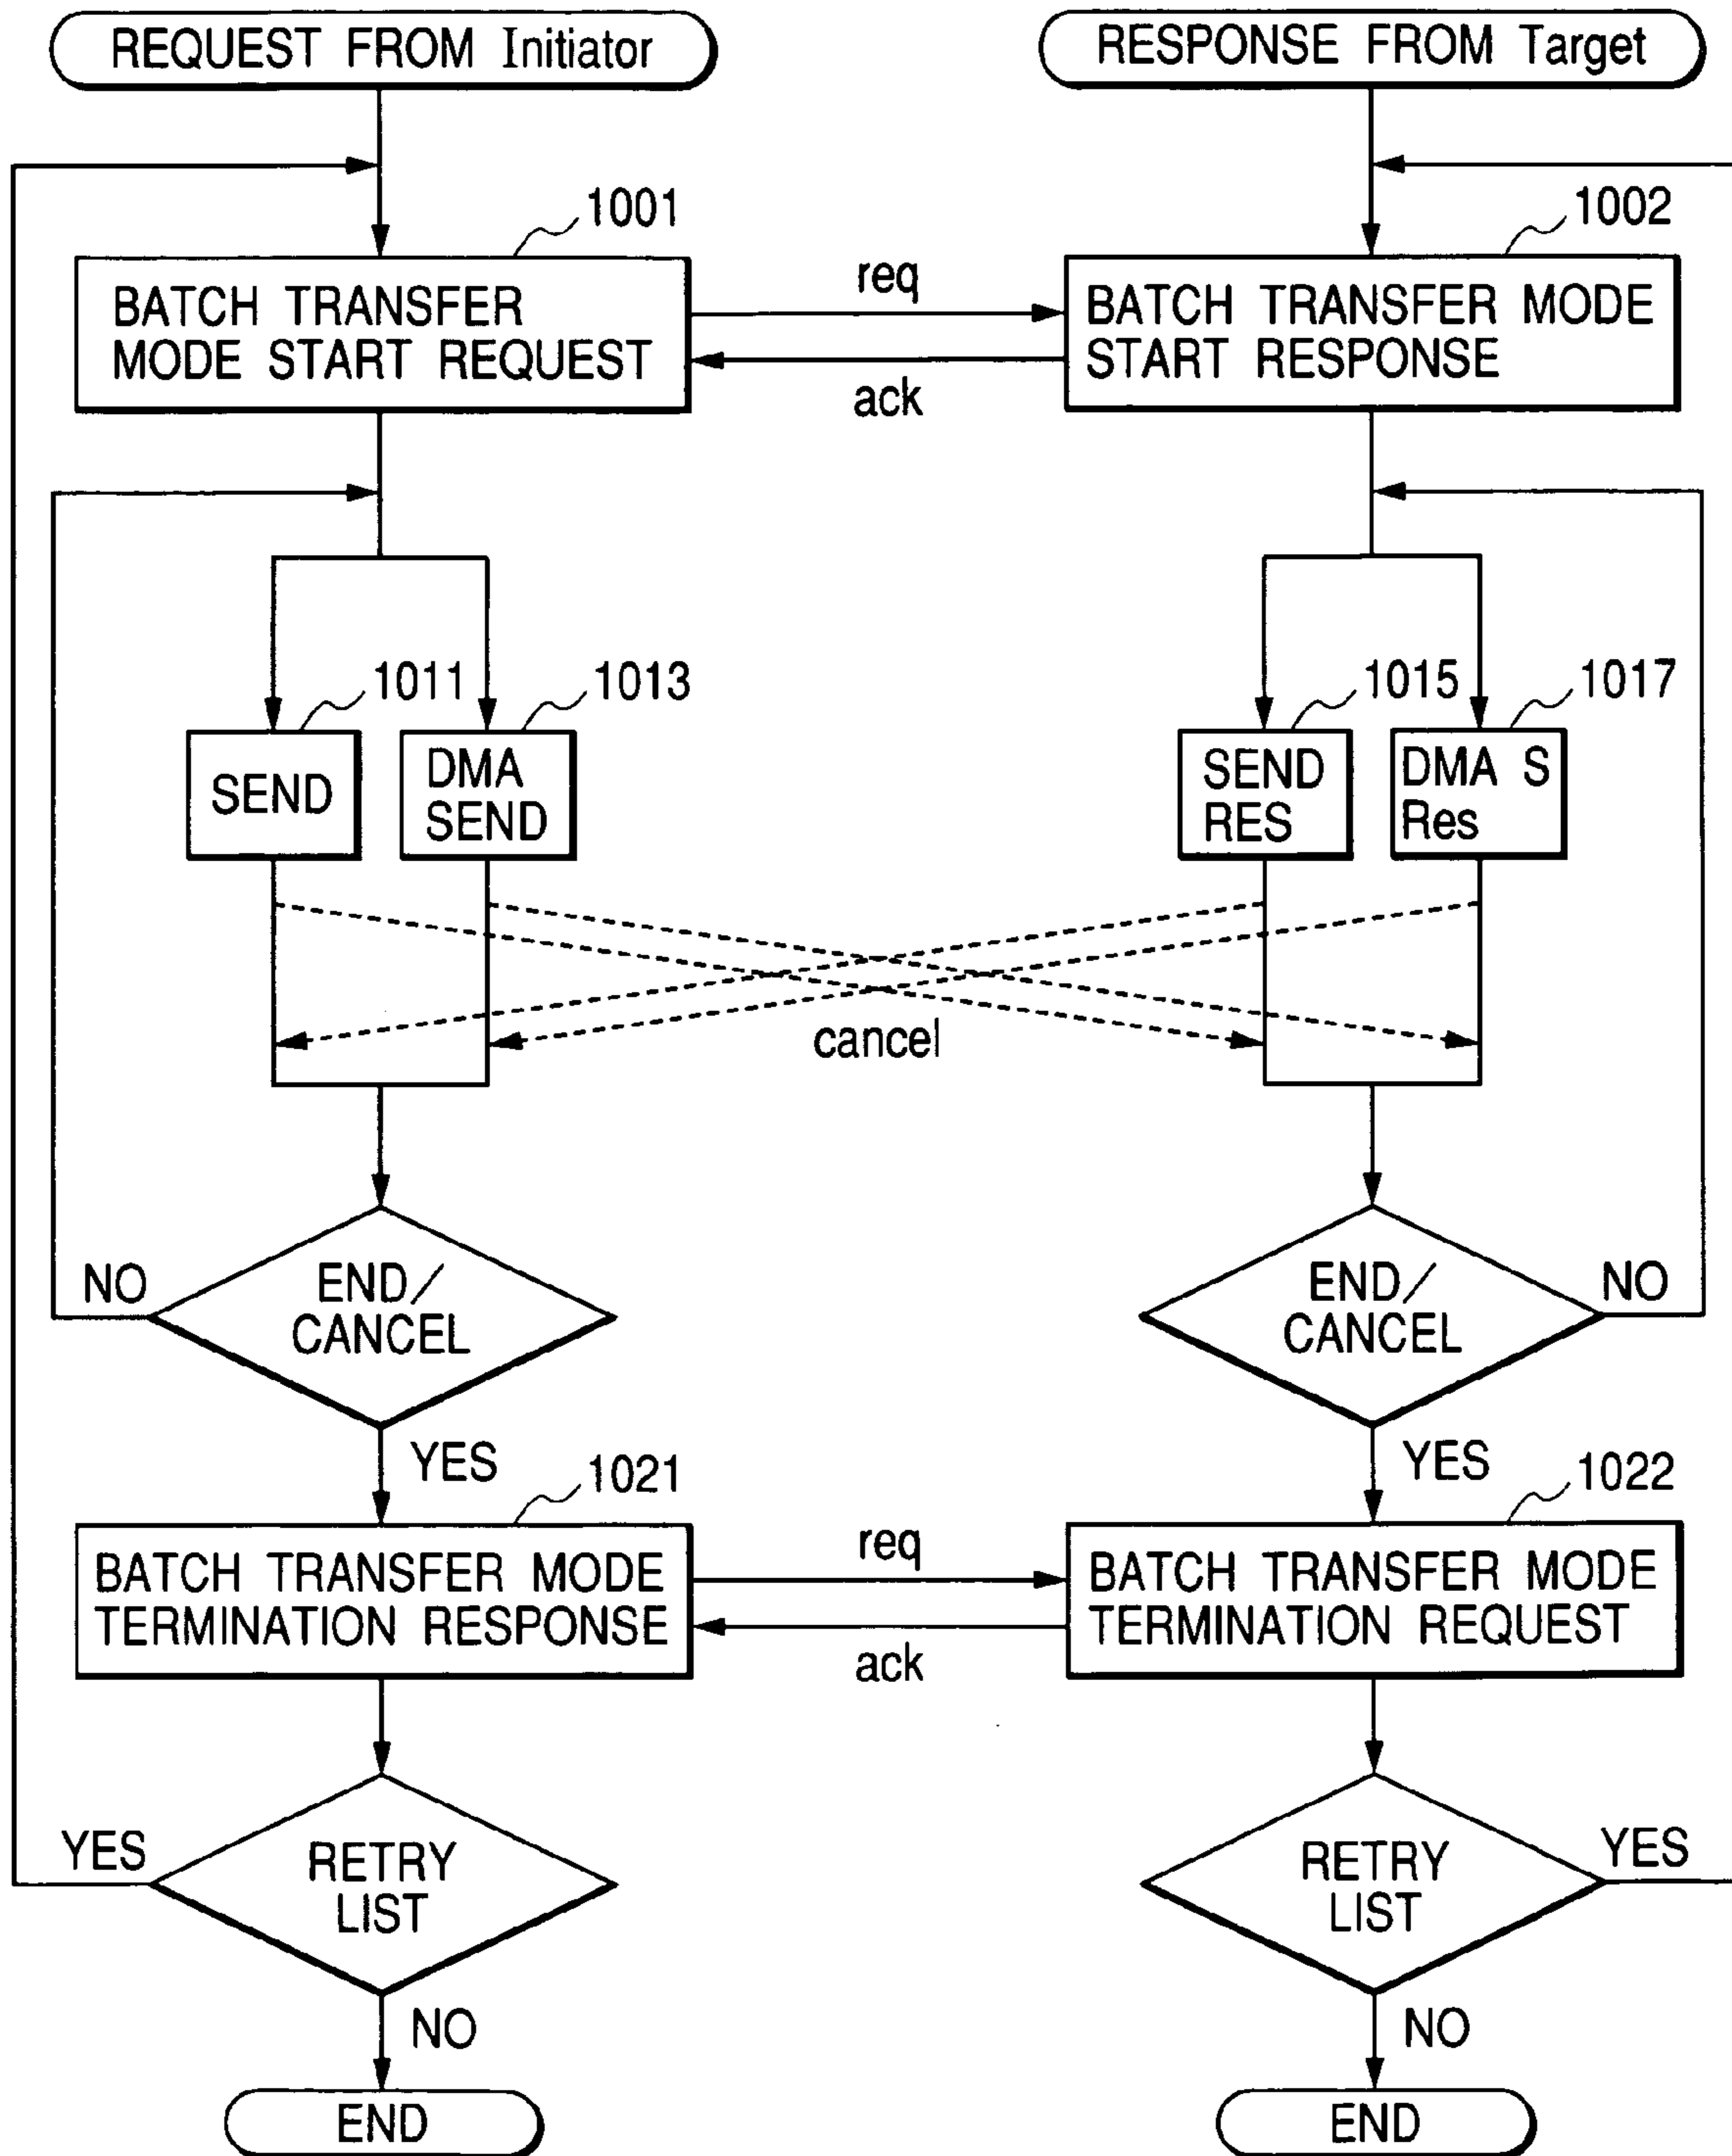 REQUEST FROM Initiator
RESPONSE FROM Target
1001
1002
BATCH TRANSFER
MODE START REQUEST
req
ack
BATCH TRANSFER MODE
START RESPONSE
1011
1013
1015
1017
SEND
DMA
SEND
SEND
RES
DMA S
Res
cancel
NO
END/
CANCEL
END/
CANCEL
NO
YES
YES
1021
1022
BATCH TRANSFER MODE
TERMINATION RESPONSE
req
ack
BATCH TRANSFER MODE
TERMINATION REQUEST
YES
RETRY
LIST
RETRY
LIST
YES
NO
NO
END
END